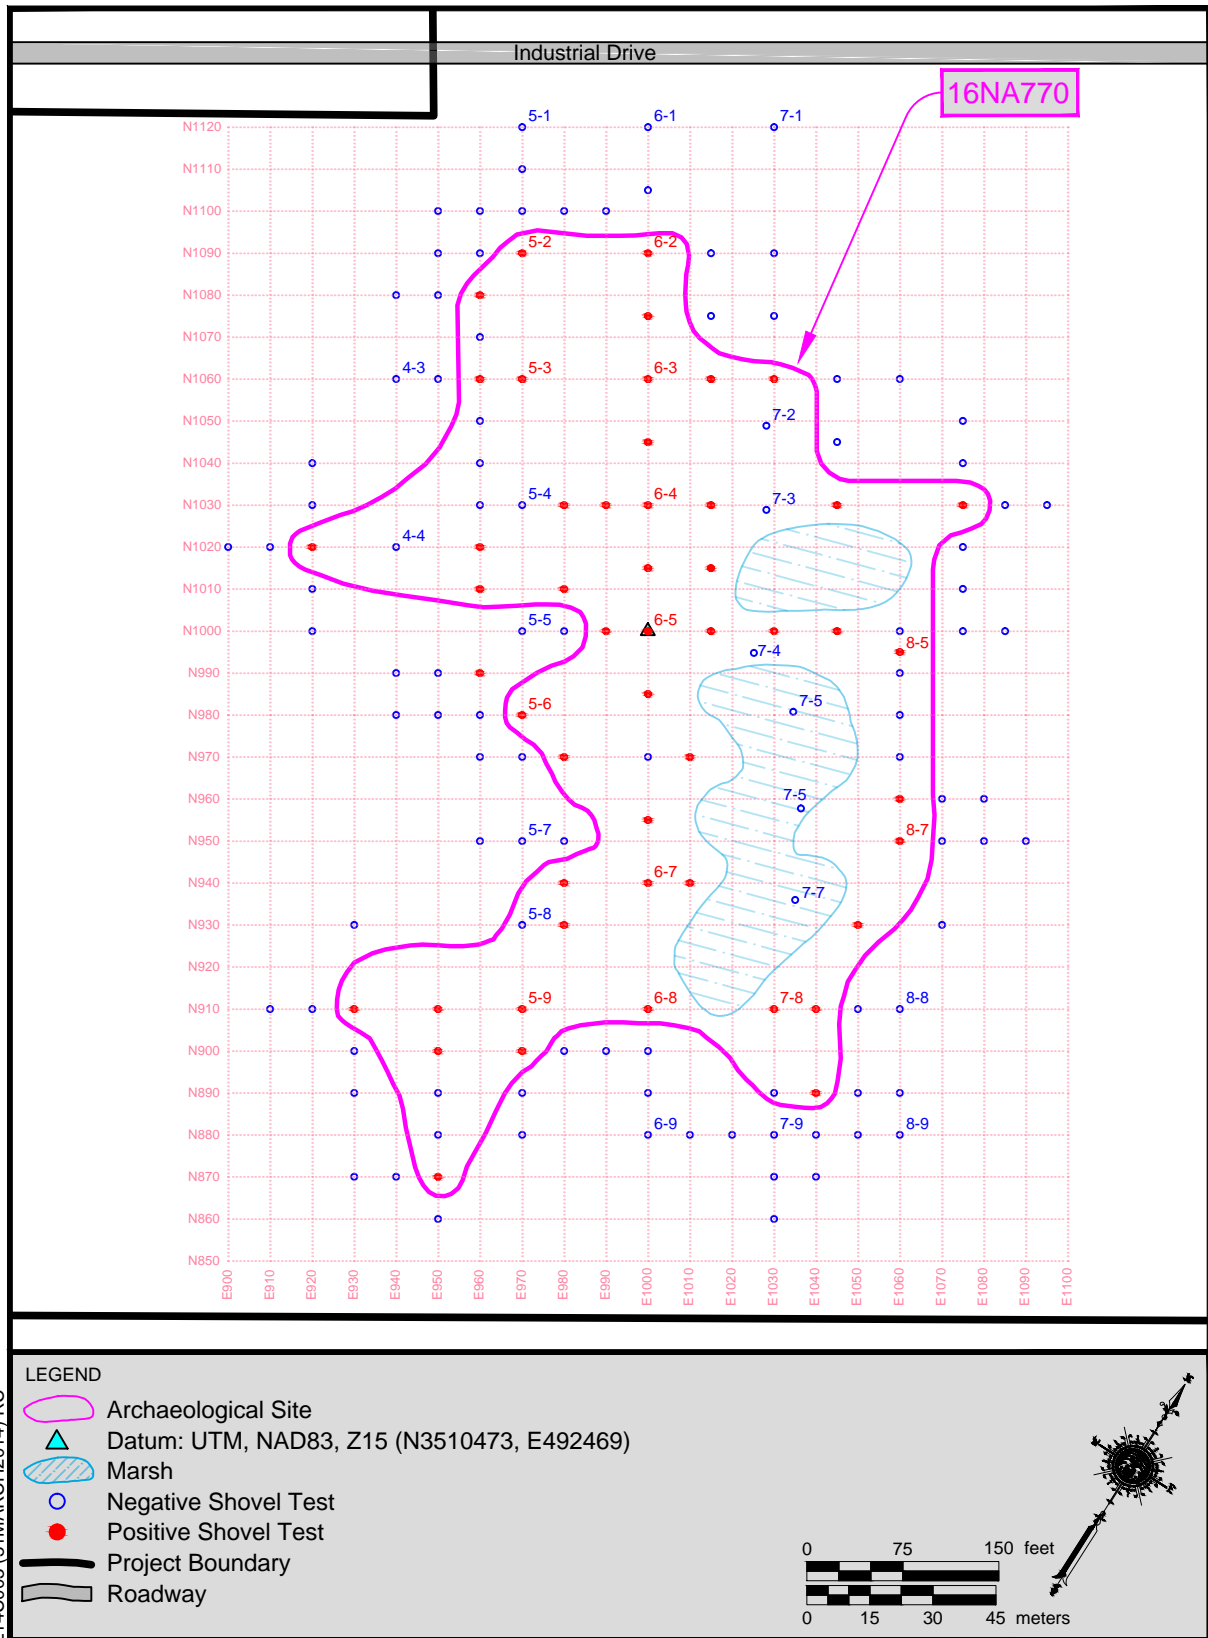 Industrial Drive
16NA770
N1120
5-1
6-1
7-1
N1110
N1100
N1090
5-2
6-2
N1080
N1070
N1060
4-3
5-3
6-3
N1050
7-2
N1040
N1030
5-4
6-4
7-3
N1020
4-4
N1010
N1000
5-5
6-5
8-5
7-4
N990
N980
5-6
7-5
N970
N960
7-5
N950
5-7
8-7
N940
6-7
7-7
N930
5-8
N920
N910
5-9
6-8
7-8
8-8
N900
N890
N880
6-9
7-9
8-9
N870
N860
N850
E900
E910
E920
E930
E940
E950
E960
E970
E980
E990
E1000
E1010
E1020
E1030
E1040
E1050
E1060
E1070
E1080
E1090
E1100
LEGEND
Archaeological Site
Datum: UTM, NAD83, Z15 (N3510473, E492469)
Marsh
Negative Shovel Test
Positive Shovel Test
Project Boundary
Roadway
0 75 150 feet
0 15 30 45 meters